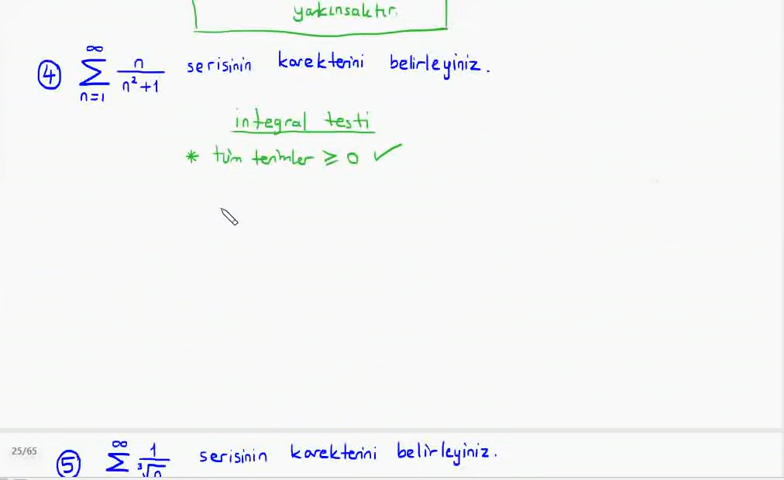 yakınsaktır.
④ ∞ ∑ n=1 n/n²+1 serisinin karekterini belirleyiniz.
integral testi
* tüm terimler ≥ 0 ✓
25/65
⑤ ∞ ∑ 1/³√n serisinin karekterini belirleyiniz.